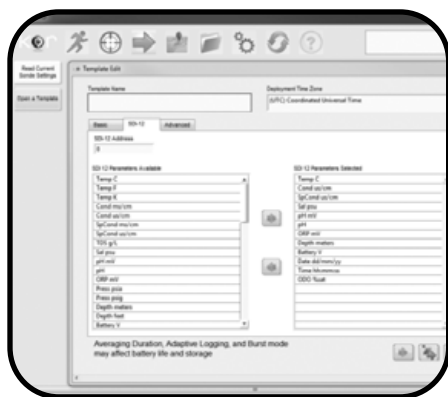 Read Current
Sonde Settings
Open a Template
Template Edit
Template Name
Deployment Time Zone
(UTC) Coordinated Universal Time
Basic
SDI-12
Advanced
SDI-12 Address
0
SDI-12 Parameters Available
Temp C
Temp F
Temp K
Cond ms/cm
Cond us/cm
SpCond ms/cm
SpCond us/cm
TDS g/L
Sal psu
pH mV
pH
ORP mV
Press psia
Press psig
Depth meters
Depth feet
Battery V
SDI-12 Parameters Selected
Temp C
Cond us/cm
SpCond us/cm
Sal psu
pH mV
pH
ORP mV
Depth meters
Battery V
Date dd/mm/yy
Time hh:mm:ss
ODO %sat
Averaging Duration, Adaptive Logging, and Burst mode
may affect battery life and storage